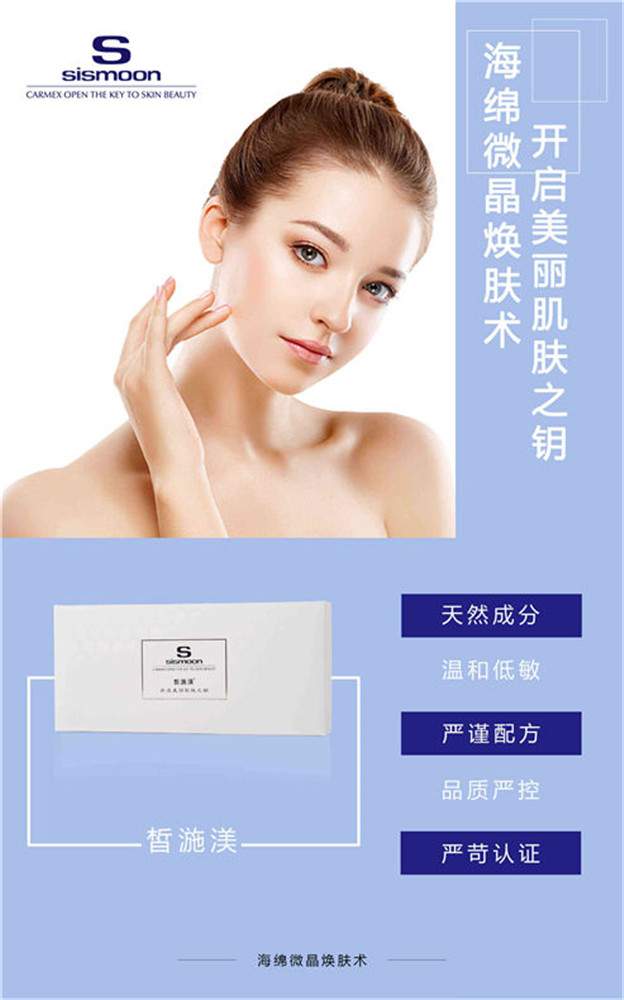 S
sismoon
CARMEX OPEN THE KEY TO SKIN BEAUTY
海绵微晶焕肤术
开启美丽肌肤之钥
S
sismoon
皙施渼
天然成分
温和低敏
严谨配方
品质严控
严苛认证
皙施渼
海绵微晶焕肤术